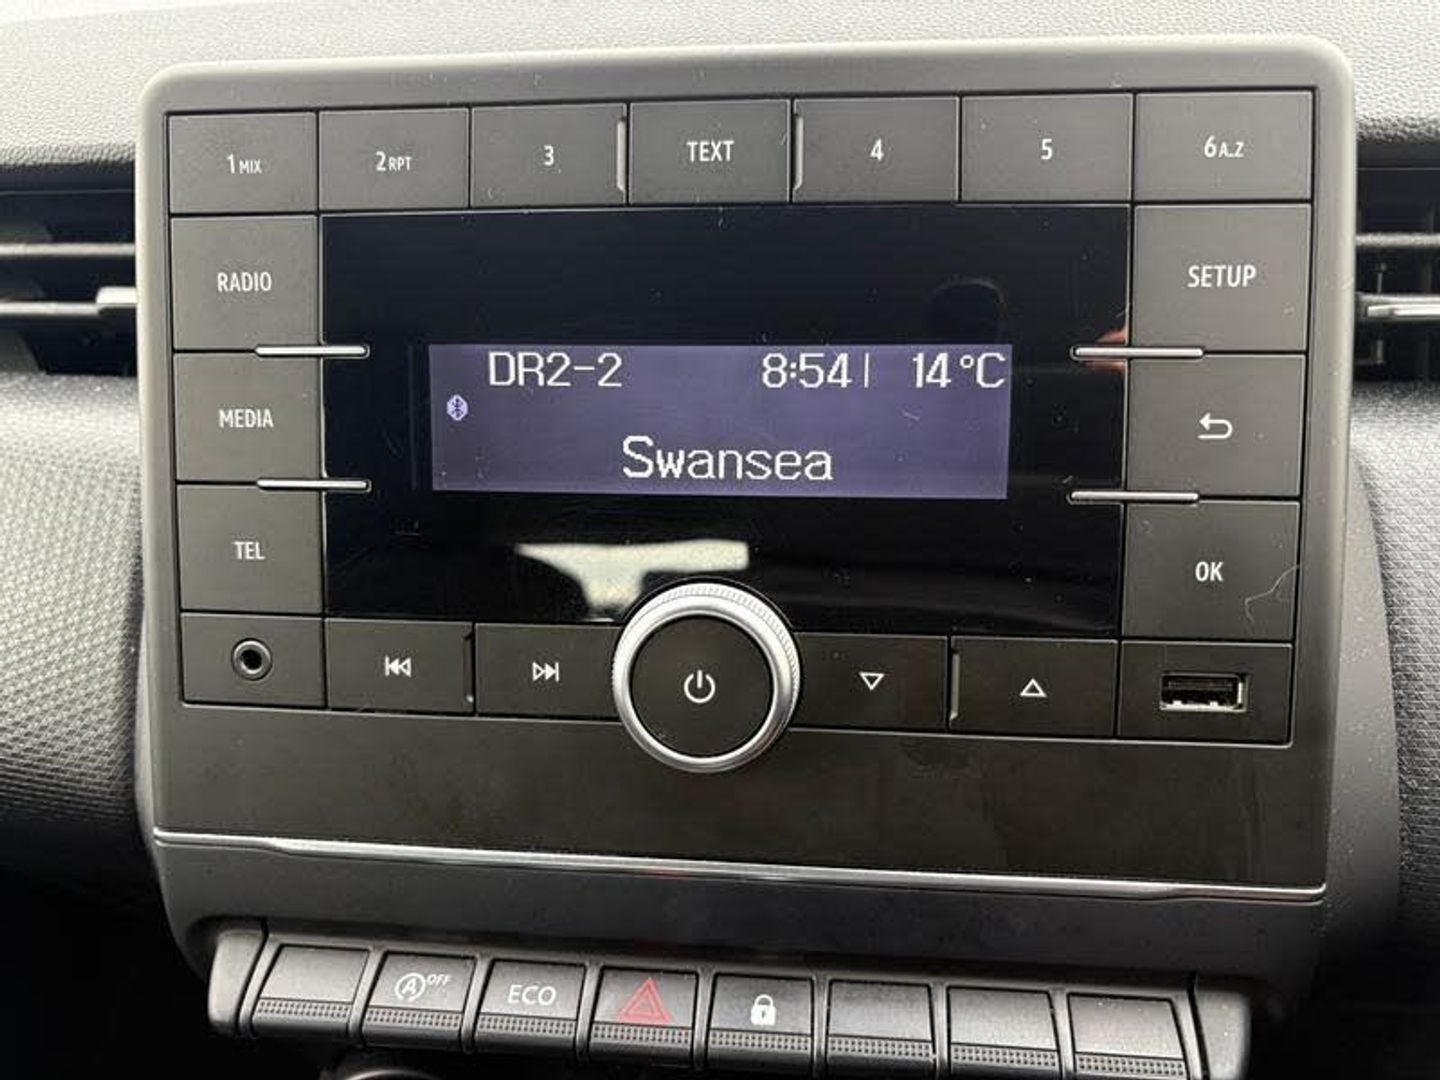 1 MIX
2 RPT
3
TEXT
4
5
6 A..Z
RADIO
SETUP
DR2-2 8:54 | 14°C
MEDIA
Swansea
TEL
OK
A OFF
ECO